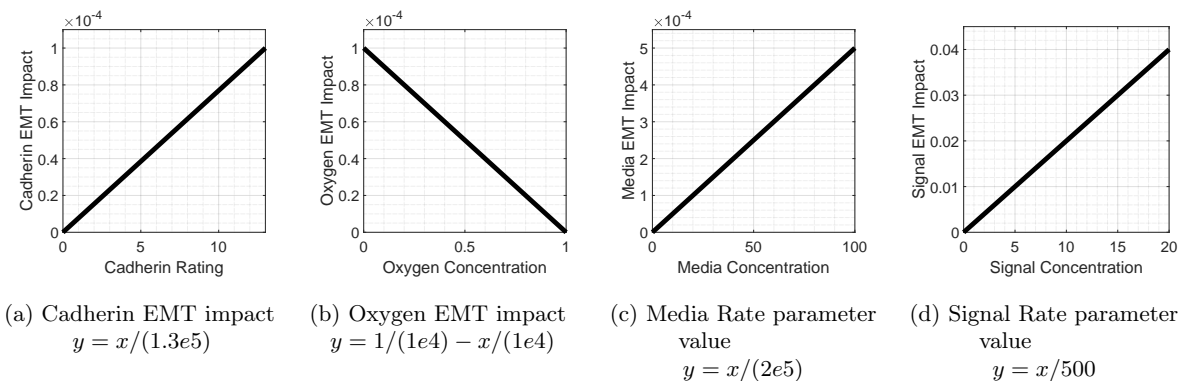 ×10⁻⁴
1
0.8
0.6
0.4
0.2
0
0 5 10
Cadherin EMT Impact
Cadherin Rating
×10⁻⁴
1
0.8
0.6
0.4
0.2
0
0 0.5 1
Oxygen EMT Impact
Oxygen Concentration
×10⁻⁴
5
4
3
2
1
0
0 50 100
Media EMT Impact
Media Concentration
0.04
0.03
0.02
0.01
0
0 5 10 15 20
Signal EMT Impact
Signal Concentration
(a) Cadherin EMT impact
y = x/(1.3e5)
(b) Oxygen EMT impact
y = 1/(1e4) − x/(1e4)
(c) Media Rate parameter
value
y = x/(2e5)
(d) Signal Rate parameter
value
y = x/500